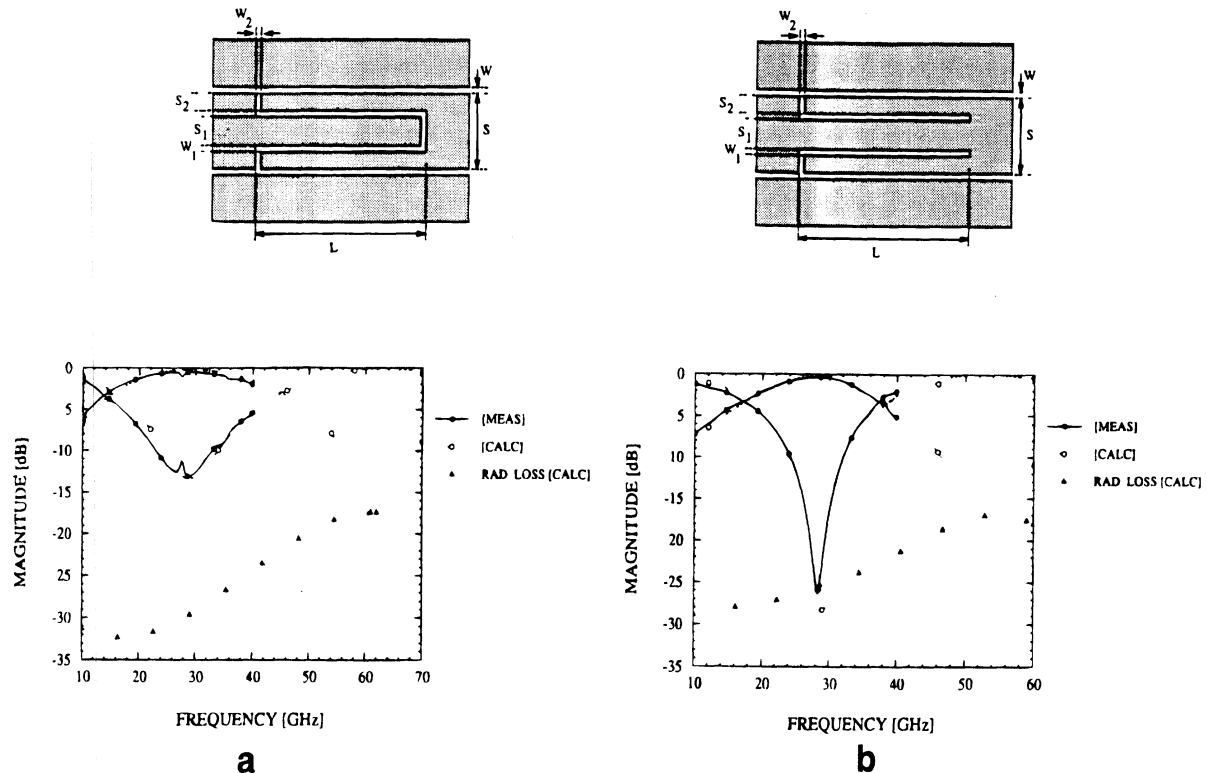 W2
W
S2
S1
S
W1
L
W2
W
S2
S1
S
W1
L
MAGNITUDE [dB]
0
5
-10
-15
-20
-25
-30
-35
10 20 30 40 50 60 70
FREQUENCY [GHz]
[MEAS]
[CALC]
RAD LOSS [CALC]
a
MAGNITUDE [dB]
0
5
-10
-15
-20
-25
-30
-35
10 20 30 40 50 60
FREQUENCY [GHz]
[MEAS]
[CALC]
RAD LOSS [CALC]
b